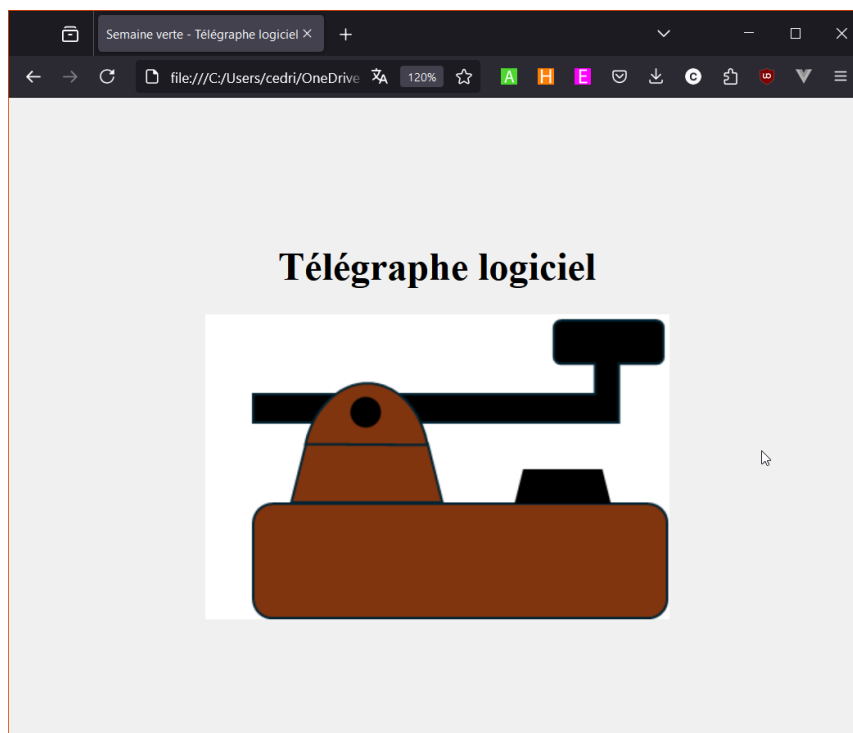 Semaine verte - Télégraphe logiciel
file:///C:/Users/cedri/OneDrive
120%
A
H
E
C
Télégraphe logiciel